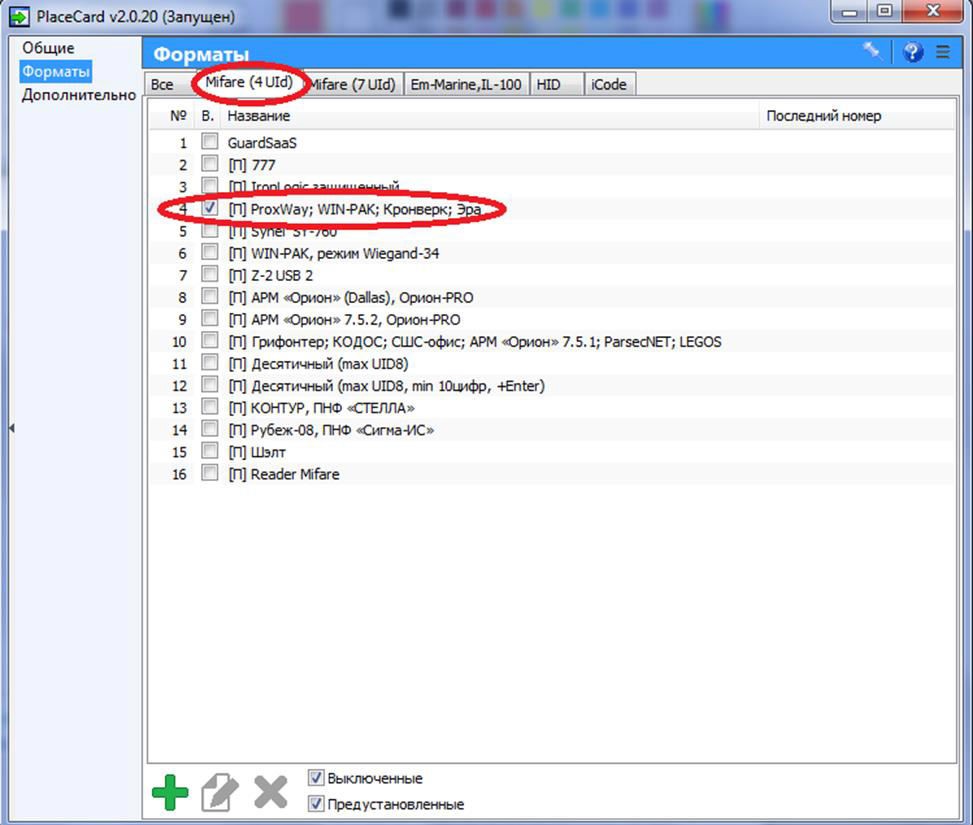 PlaceCard v2.0.20 (Запущен)
Общие
Форматы
Дополнительно
Форматы
Все Mifare (4 UId) Mifare (7 UId) Em-Marine,IL-100 HID iCode
№ В. Название Последний номер
1 GuardSaaS
2 [П] 777
3 [П] IronLogic защищенный
4 [П] ProxWay; WIN-PAK; Кронверк; Эра
5 [П] Synel ST-760
6 [П] WIN-PAK, режим Wiegand-34
7 [П] Z-2 USB 2
8 [П] АРМ «Орион» (Dallas), Орион-PRO
9 [П] АРМ «Орион» 7.5.2, Орион-PRO
10 [П] Грифонтер; КОДОС; СШС-офис; АРМ «Орион» 7.5.1; ParsecNET; LEGOS
11 [П] Десятичный (max UID8)
12 [П] Десятичный (max UID8, min 10цифр, +Enter)
13 [П] КОНТУР, ПНФ «СТЕЛЛА»
14 [П] Рубеж-08, ПНФ «Сигма-ИС»
15 [П] Шэлт
16 [П] Reader Mifare
Выключенные
Предустановленные